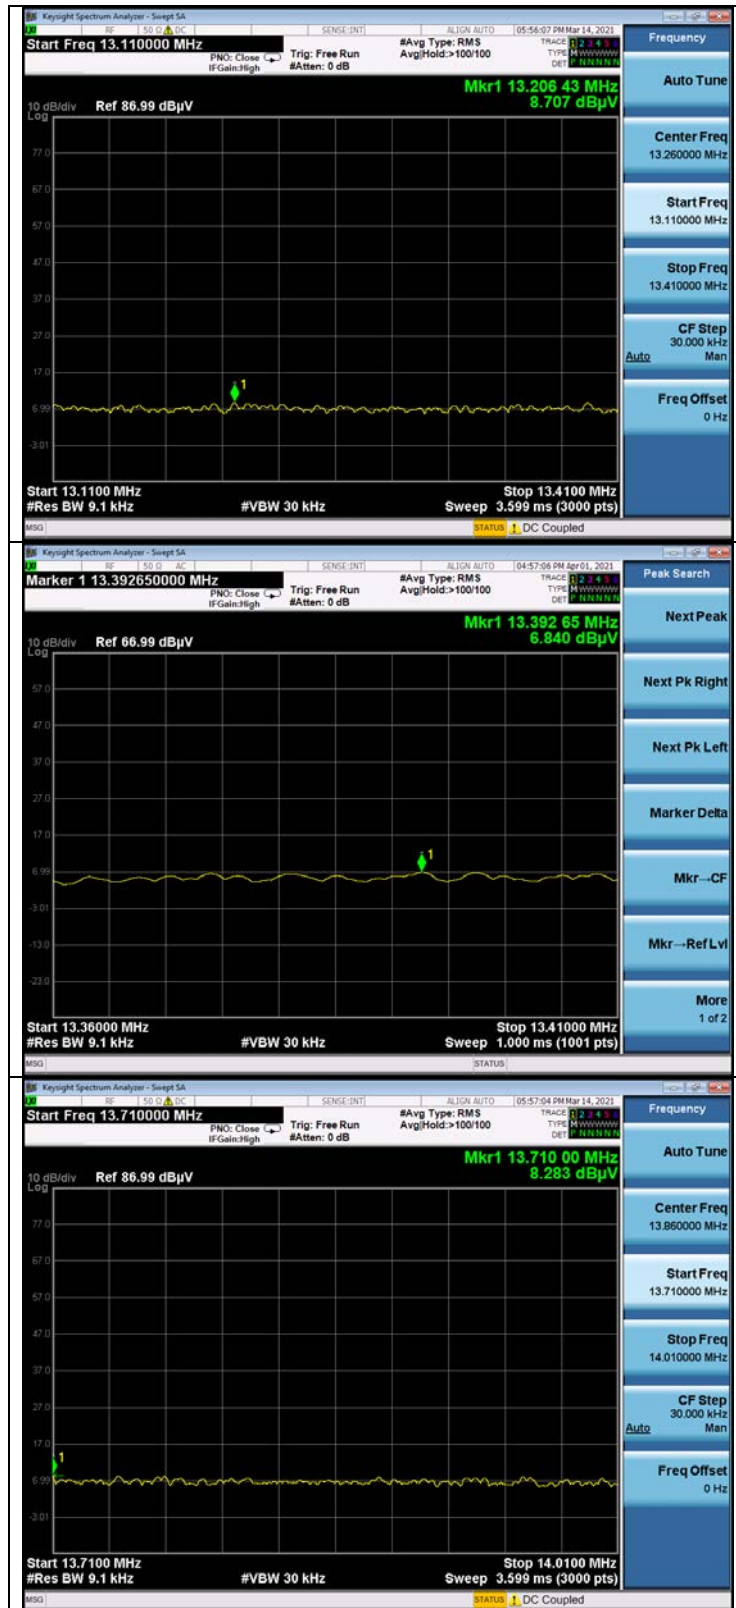 Keysight Spectrum Analyzer - Swept SA
RF 50 Ω DC SENSE:INT ALIGN AUTO 05:56:07 PM Mar 14, 2021
Start Freq 13.110000 MHz
PNO: Close
IFGain:High
Trig: Free Run
#Atten: 0 dB
#Avg Type: RMS
Avg|Hold:>100/100
TRACE 1 2 3 4 5 6
TYPE M WWWWW
DET P NNNNN
Mkr1 13.206 43 MHz
8.707 dBµV
10 dB/div Ref 86.99 dBµV
Log
77.0
67.0
57.0
47.0
37.0
27.0
17.0
1
6.99
-3.01
Start 13.1100 MHz Stop 13.4100 MHz
#Res BW 9.1 kHz #VBW 30 kHz Sweep 3.599 ms (3000 pts)
MSG STATUS DC Coupled
Frequency
Auto Tune
Center Freq
13.260000 MHz
Start Freq
13.110000 MHz
Stop Freq
13.410000 MHz
CF Step
30.000 kHz
Auto Man
Freq Offset
0 Hz
Keysight Spectrum Analyzer - Swept SA
RF 50 Ω AC SENSE:INT ALIGN AUTO 04:57:06 PM Apr 01, 2021
Marker 1 13.392650000 MHz
PNO: Close
IFGain:High
Trig: Free Run
#Atten: 0 dB
#Avg Type: RMS
Avg|Hold:>100/100
TRACE 1 2 3 4 5 6
TYPE M WWWWW
DET P NNNNN
Mkr1 13.392 65 MHz
6.840 dBµV
10 dB/div Ref 66.99 dBµV
Log
57.0
47.0
37.0
27.0
17.0
1
6.99
-3.01
-13.0
-23.0
Start 13.36000 MHz Stop 13.41000 MHz
#Res BW 9.1 kHz #VBW 30 kHz Sweep 1.000 ms (1001 pts)
MSG STATUS
Peak Search
Next Peak
Next Pk Right
Next Pk Left
Marker Delta
Mkr→CF
Mkr→Ref Lvl
More
1 of 2
Keysight Spectrum Analyzer - Swept SA
RF 50 Ω DC SENSE:INT ALIGN AUTO 05:57:04 PM Mar 14, 2021
Start Freq 13.710000 MHz
PNO: Close
IFGain:High
Trig: Free Run
#Atten: 0 dB
#Avg Type: RMS
Avg|Hold:>100/100
TRACE 1 2 3 4 5 6
TYPE M WWWWW
DET P NNNNN
Mkr1 13.710 00 MHz
8.283 dBµV
10 dB/div Ref 86.99 dBµV
Log
77.0
67.0
57.0
47.0
37.0
27.0
17.0
1
6.99
-3.01
Start 13.7100 MHz Stop 14.0100 MHz
#Res BW 9.1 kHz #VBW 30 kHz Sweep 3.599 ms (3000 pts)
MSG STATUS DC Coupled
Frequency
Auto Tune
Center Freq
13.860000 MHz
Start Freq
13.710000 MHz
Stop Freq
14.010000 MHz
CF Step
30.000 kHz
Auto Man
Freq Offset
0 Hz